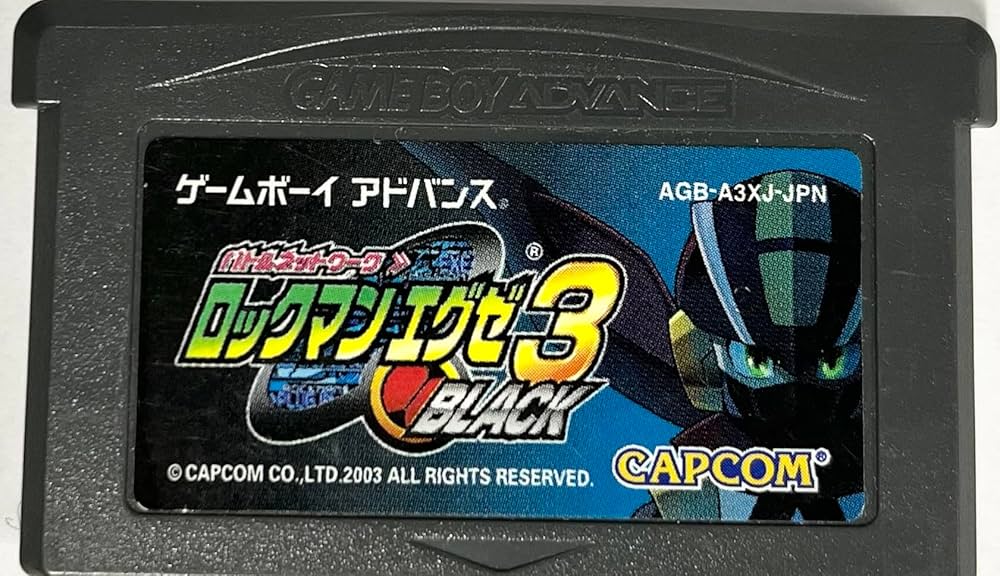 GAME BOY ADVANCE
ゲームボーイ アドバンス®
AGB-A3XJ-JPN
バトルネットワーク
ロックマン エグゼ3®
BLACK
CAPCOM®
© CAPCOM CO.,LTD.2003 ALL RIGHTS RESERVED.